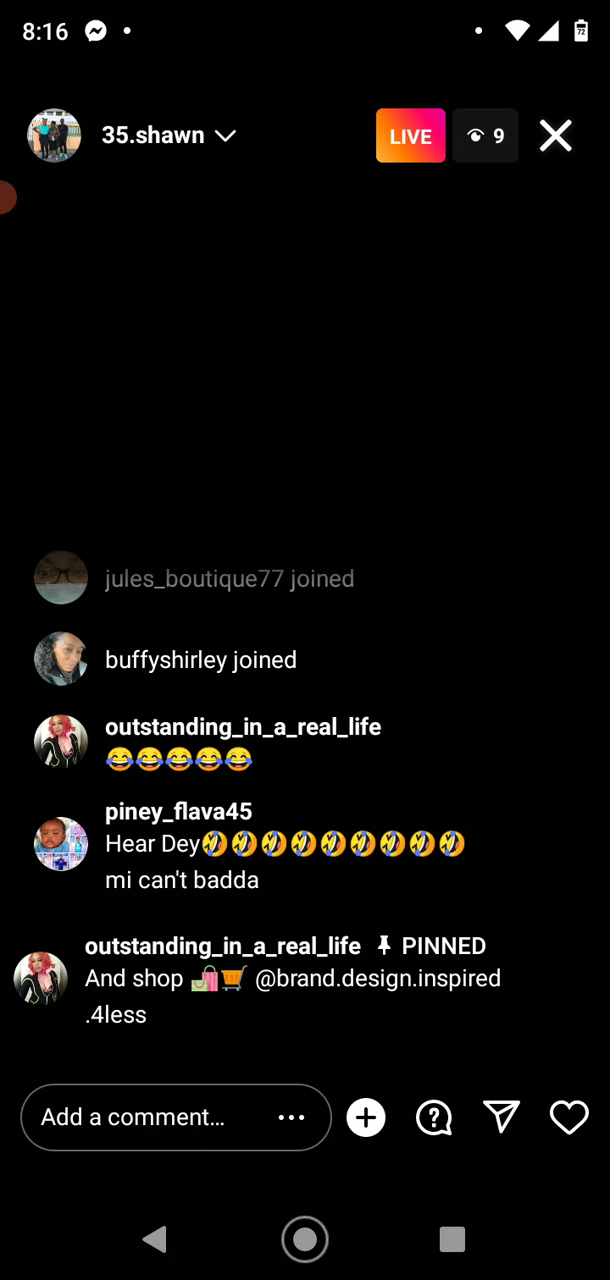 8:16
72
35.shawn
LIVE
9
jules_boutique77 joined
buffyshirley joined
outstanding_in_a_real_life
😂😂😂😂😂
piney_flava45
Hear Dey🤣🤣🤣🤣🤣🤣🤣🤣🤣
mi can't badda
outstanding_in_a_real_life 📌 PINNED
And shop 🛍️🛒 @brand.design.inspired
.4less
Add a comment...